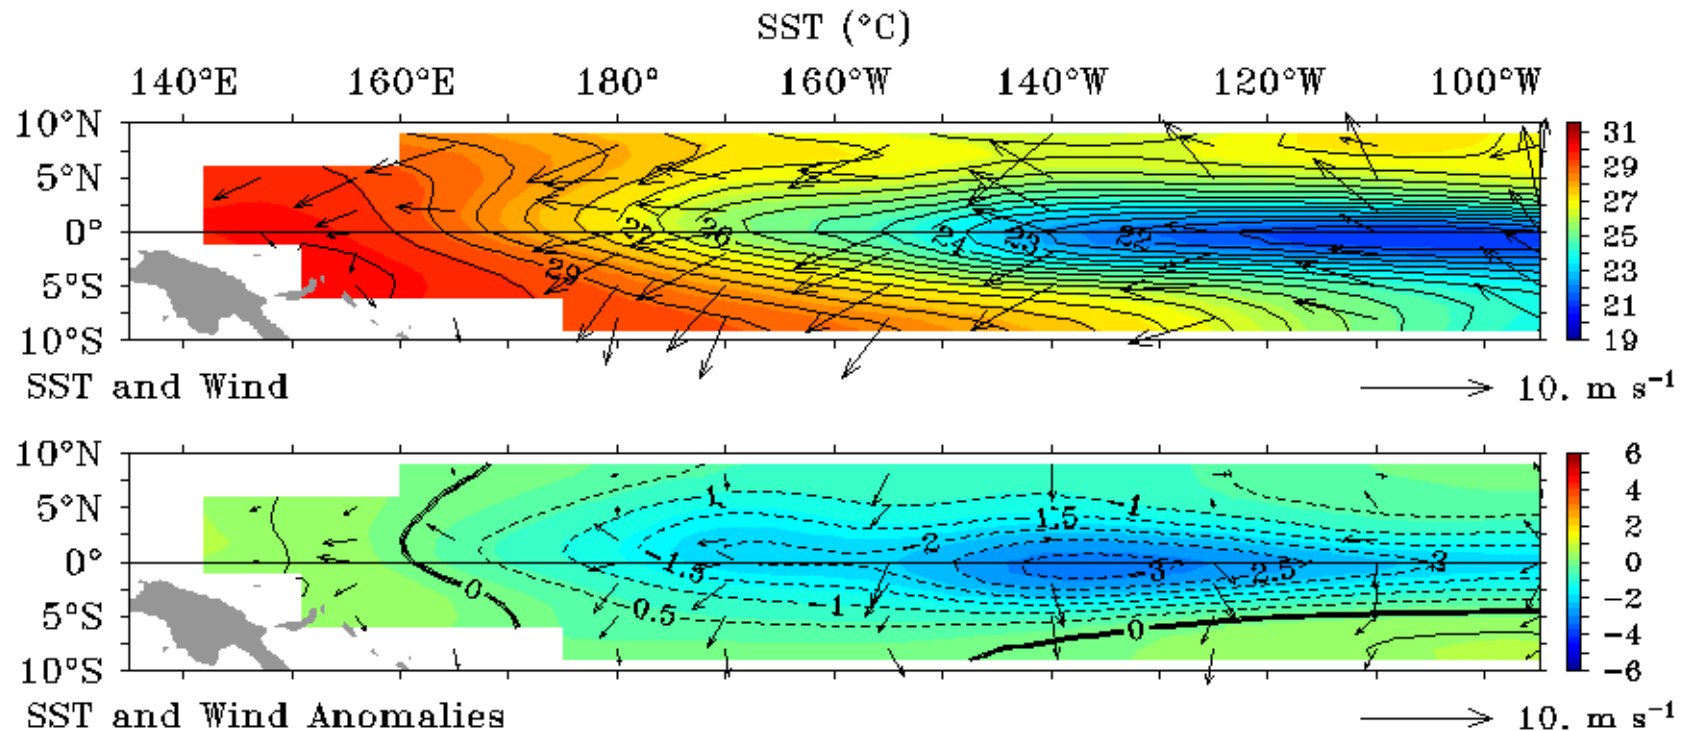 SST (°C)
140°E 160°E 180° 160°W 140°W 120°W 100°W
10°N
5°N
0°
5°S
10°S
27 26 24 23 22
29
31
29
27
25
23
21
19
SST and Wind
10. m s⁻¹
10°N
5°N
0°
5°S
10°S
1 -1
1.5
2
-1.5 -3 2.5 2
0 0.5 -1
0
6
4
2
0
-2
-4
-6
SST and Wind Anomalies
10. m s⁻¹